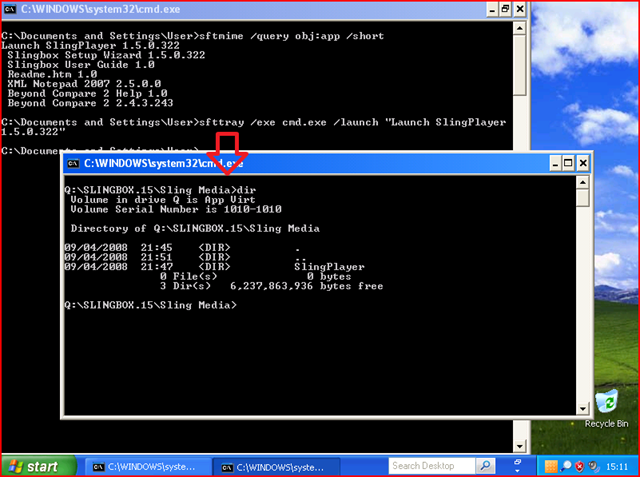 C:\WINDOWS\system32\cmd.exe
C:\Documents and Settings\User>sftmime /query obj:app /short
Launch SlingPlayer 1.5.0.322
Slingbox Setup Wizard 1.5.0.322
Slingbox User Guide 1.0
Readme.htm 1.0
XML Notepad 2007 2.5.0.0
Beyond Compare 2 Help 1.0
Beyond Compare 2 2.4.3.243
C:\Documents and Settings\User>sfttray /exe cmd.exe /launch "Launch SlingPlayer
1.5.0.322"
C:\Documents and Settings\User>
C:\WINDOWS\system32\cmd.exe
Q:\SLINGBOX.15\Sling Media>dir
Volume in drive Q is App Virt
Volume Serial Number is 1010-1010
Directory of Q:\SLINGBOX.15\Sling Media
09/04/2008 21:45 <DIR> .
09/04/2008 21:51 <DIR> ..
09/04/2008 21:47 <DIR> SlingPlayer
0 File(s) 0 bytes
3 Dir(s) 6,237,863,936 bytes free
Q:\SLINGBOX.15\Sling Media>
Recycle Bin
start
C:\WINDOWS\syste...
C:\WINDOWS\syste...
Search Desktop
15:11